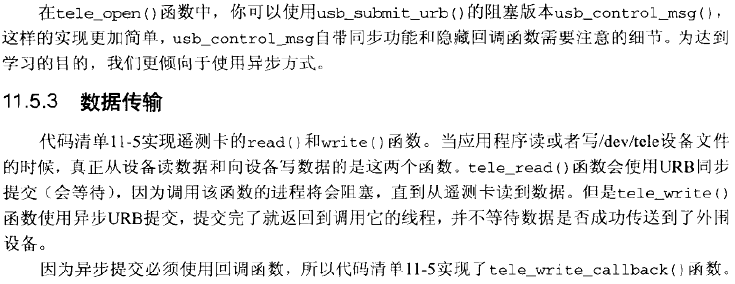 在tele_open()函数中，你可以使用usb_submit_urb()的阻塞版本usb_control_msg()，
这样的实现更加简单，usb_control_msg自带同步功能和隐藏回调函数需要注意的细节。为达到
学习的目的，我们更倾向于使用异步方式。
11.5.3 数据传输
代码清单11-5实现遥测卡的read()和write()函数。当应用程序读或者写/dev/tele设备文件
的时候，真正从设备读数据和向设备写数据的是这两个函数。tele_read()函数会使用URB同步
提交（会等待），因为调用该函数的进程将会阻塞，直到从遥测卡读到数据。但是tele_write()
函数使用异步URB提交，提交完了就返回到调用它的线程，并不等待数据是否成功传送到了外围
设备。
因为异步提交必须使用回调函数，所以代码清单11-5实现了tele_write_callback()函数。